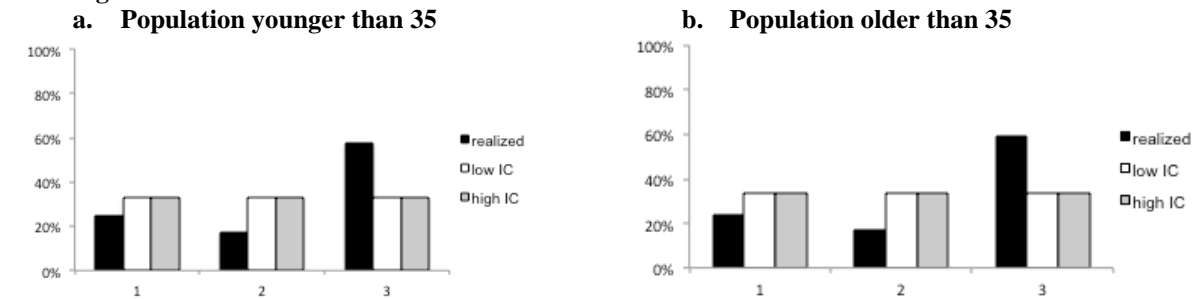 a. Population younger than 35
100%
80%
60%
40%
20%
0%
1 2 3
realized
low IC
high IC
b. Population older than 35
100%
80%
60%
40%
20%
0%
1 2 3
realized
low IC
high IC